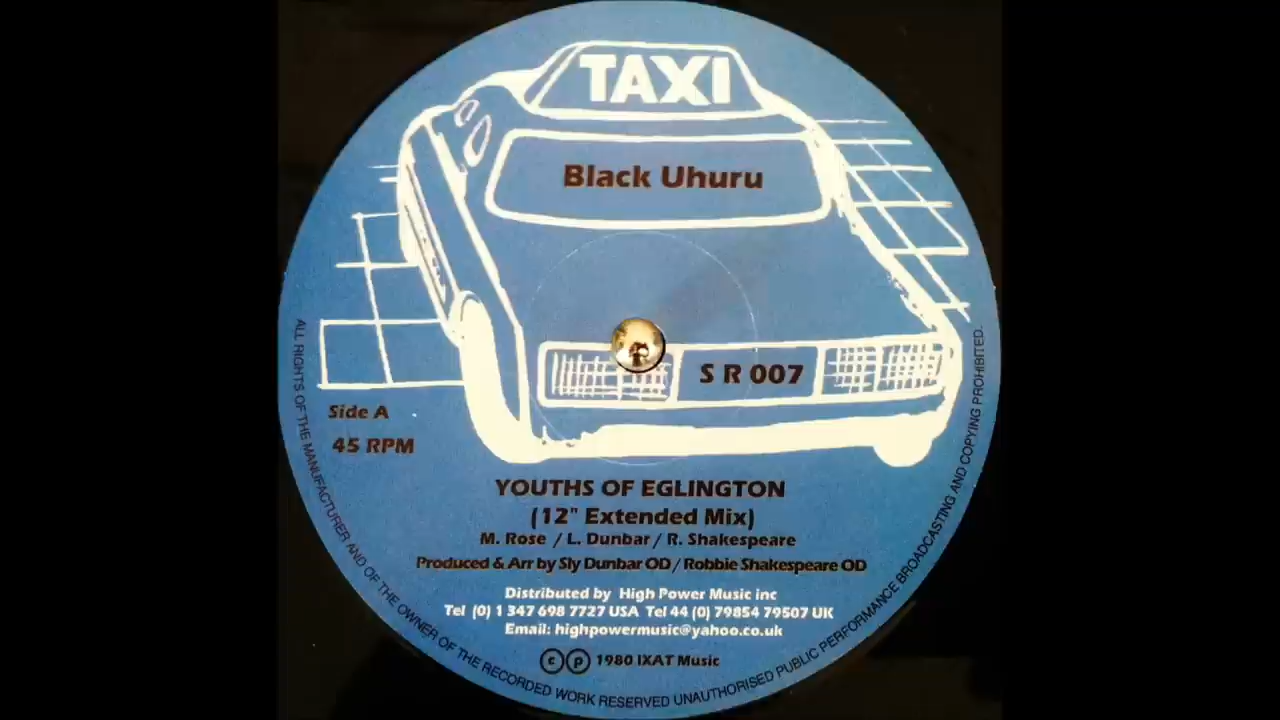 TAXI
Black Uhuru
S R 007
Side A
45 RPM
YOUTHS OF EGLINGTON
(12" Extended Mix)
M. Rose / L. Dunbar / R. Shakespeare
Produced & Arr by Sly Dunbar OD / Robbie Shakespeare OD
Distributed by High Power Music inc
Tel (0) 1 347 698 7727 USA Tel 44 (0) 79854 79507 UK
Email: highpowermusic@yahoo.co.uk
© ℗ 1980 IXAT Music
ALL RIGHTS OF THE MANUFACTURER AND OF THE OWNER OF THE RECORDED WORK RESERVED UNAUTHORISED PUBLIC PERFORMANCE BROADCASTING AND COPYING PROHIBITED.